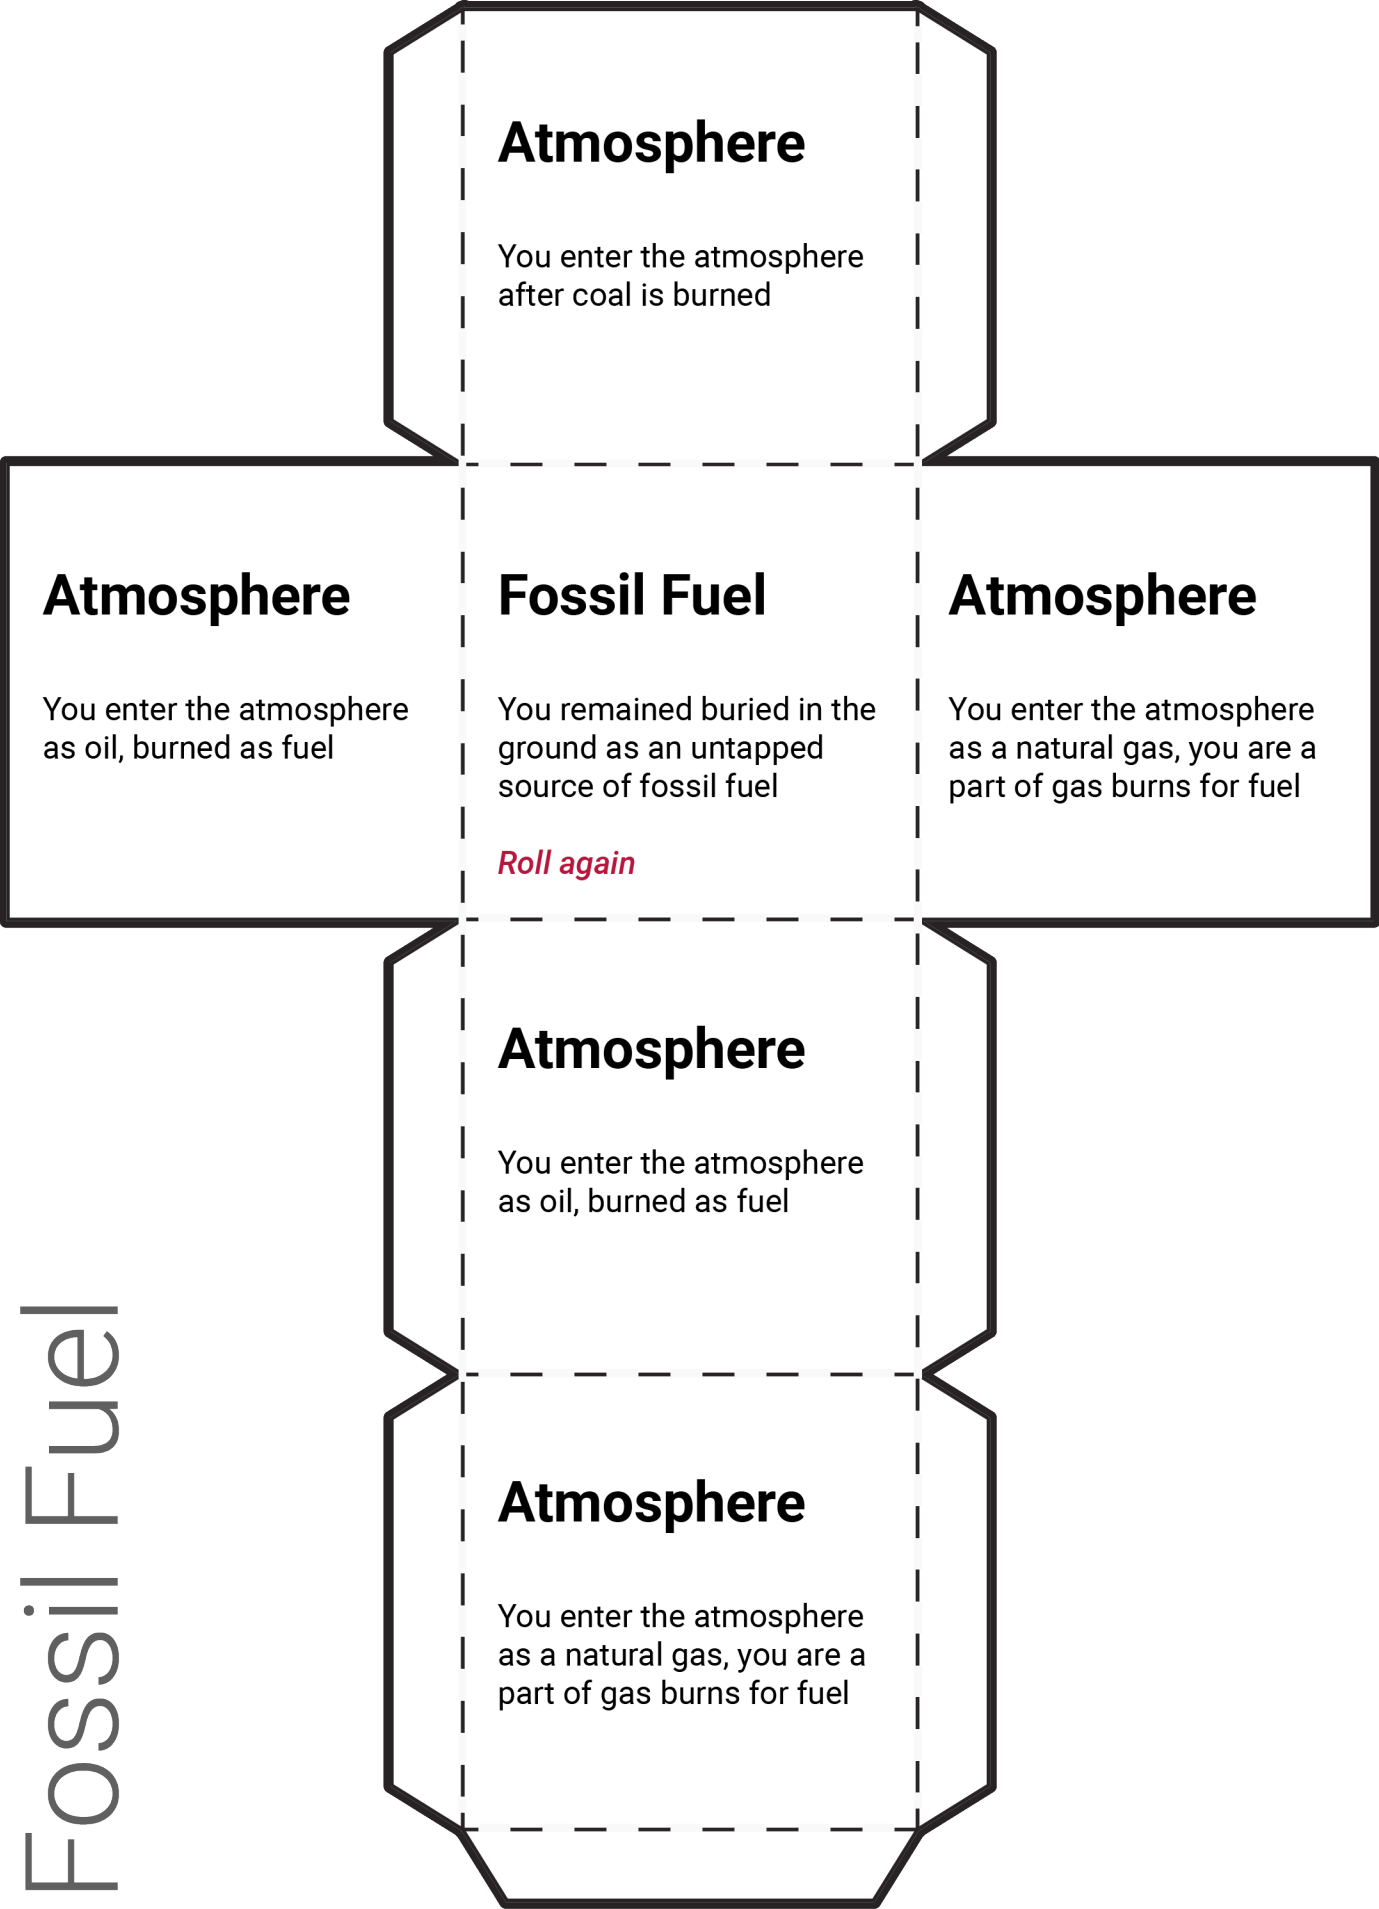 Atmosphere
You enter the atmosphere
after coal is burned
Atmosphere
You enter the atmosphere
as oil, burned as fuel
Fossil Fuel
You remained buried in the
ground as an untapped
source of fossil fuel
Roll again
Atmosphere
You enter the atmosphere
as a natural gas, you are a
part of gas burns for fuel
Atmosphere
You enter the atmosphere
as oil, burned as fuel
Atmosphere
You enter the atmosphere
as a natural gas, you are a
part of gas burns for fuel
Fossil Fuel